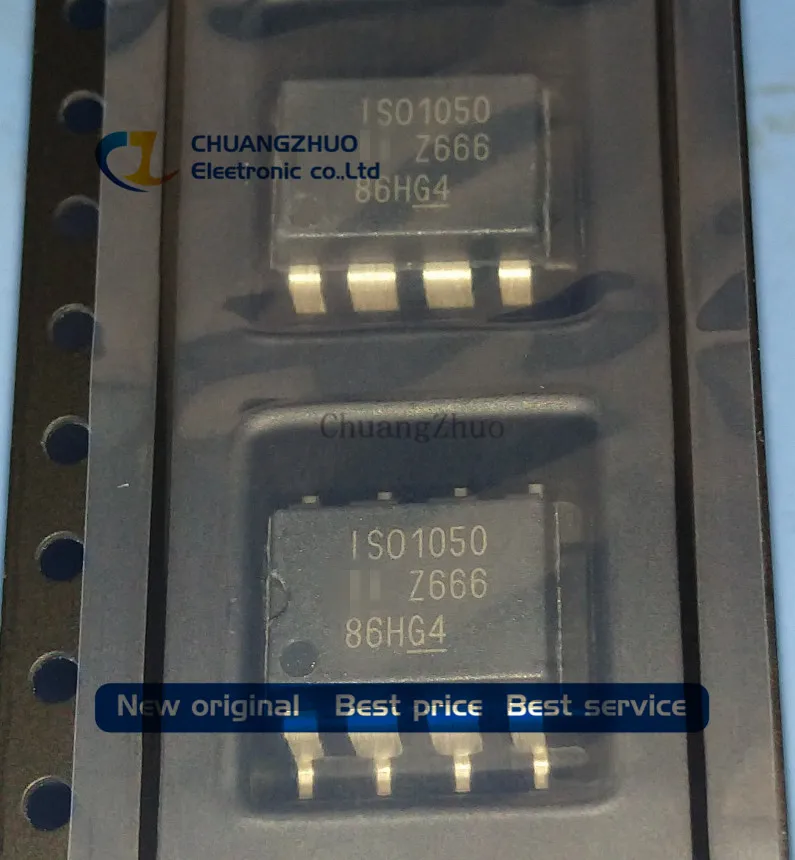 ISO1050
Z666
86HG4
CHUANGZHUO
Electronic co.,Ltd
ChuangZhuo
ISO1050
Z666
86HG4
New original Best price Best service